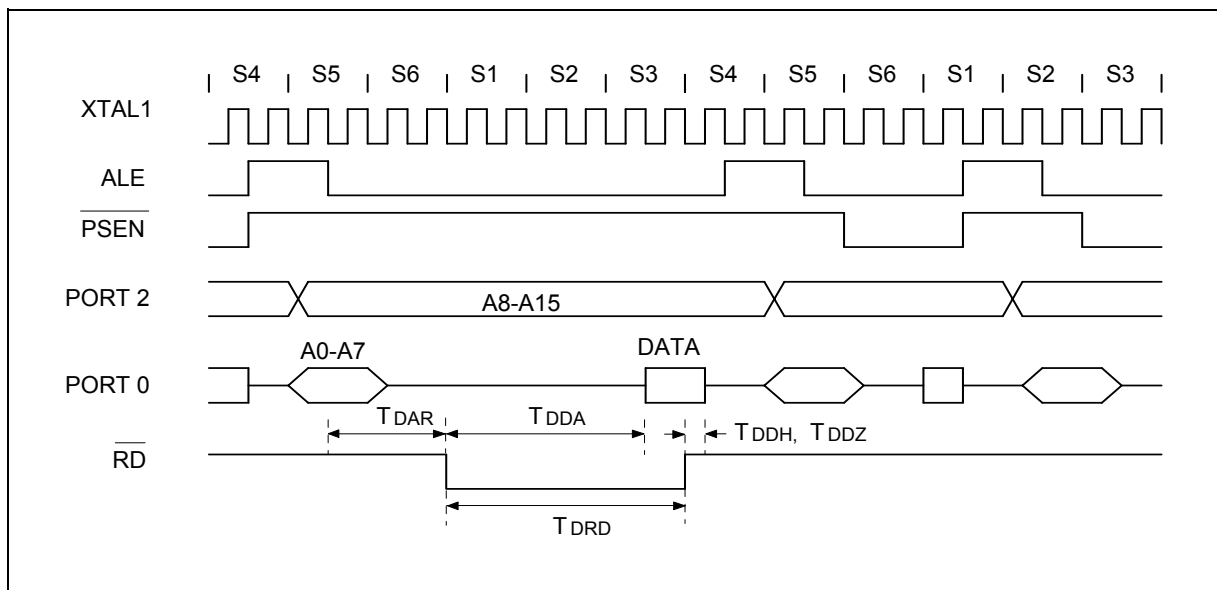 S4 S5 S6 S1 S2 S3 S4 S5 S6 S1 S2 S3
XTAL1
ALE
PSEN
PORT 2
A8-A15
A0-A7
DATA
PORT 0
TDAR
TDDA
TDDH, TDDZ
RD
TDRD